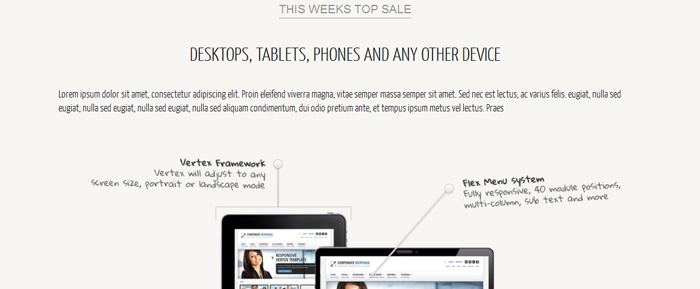 THIS WEEKS TOP SALE
DESKTOPS, TABLETS, PHONES AND ANY OTHER DEVICE
Lorem ipsum dolor sit amet, consectetur adipiscing elit. Proin eleifend viverra magna, vitae semper massa semper sit amet. Sed nec est lectus, ac varius felis. eugiat, nulla sed
eugiat, nulla sed eugiat, nulla sed eugiat, nulla sed aliquam condimentum, dui odio pretium ante, et tempus ipsum metus vel lectus. Praes
Vertex Framework
Vertex will adjust to any
screen size, portrait or landscape mode
Flex Menu system
Fully responsive, 40 module positions,
multi-column, sub text and more
CORPORATE RESPONSE
RESPONSIVE
VERTEX TEMPLATE
CORPORATE RESPONSE